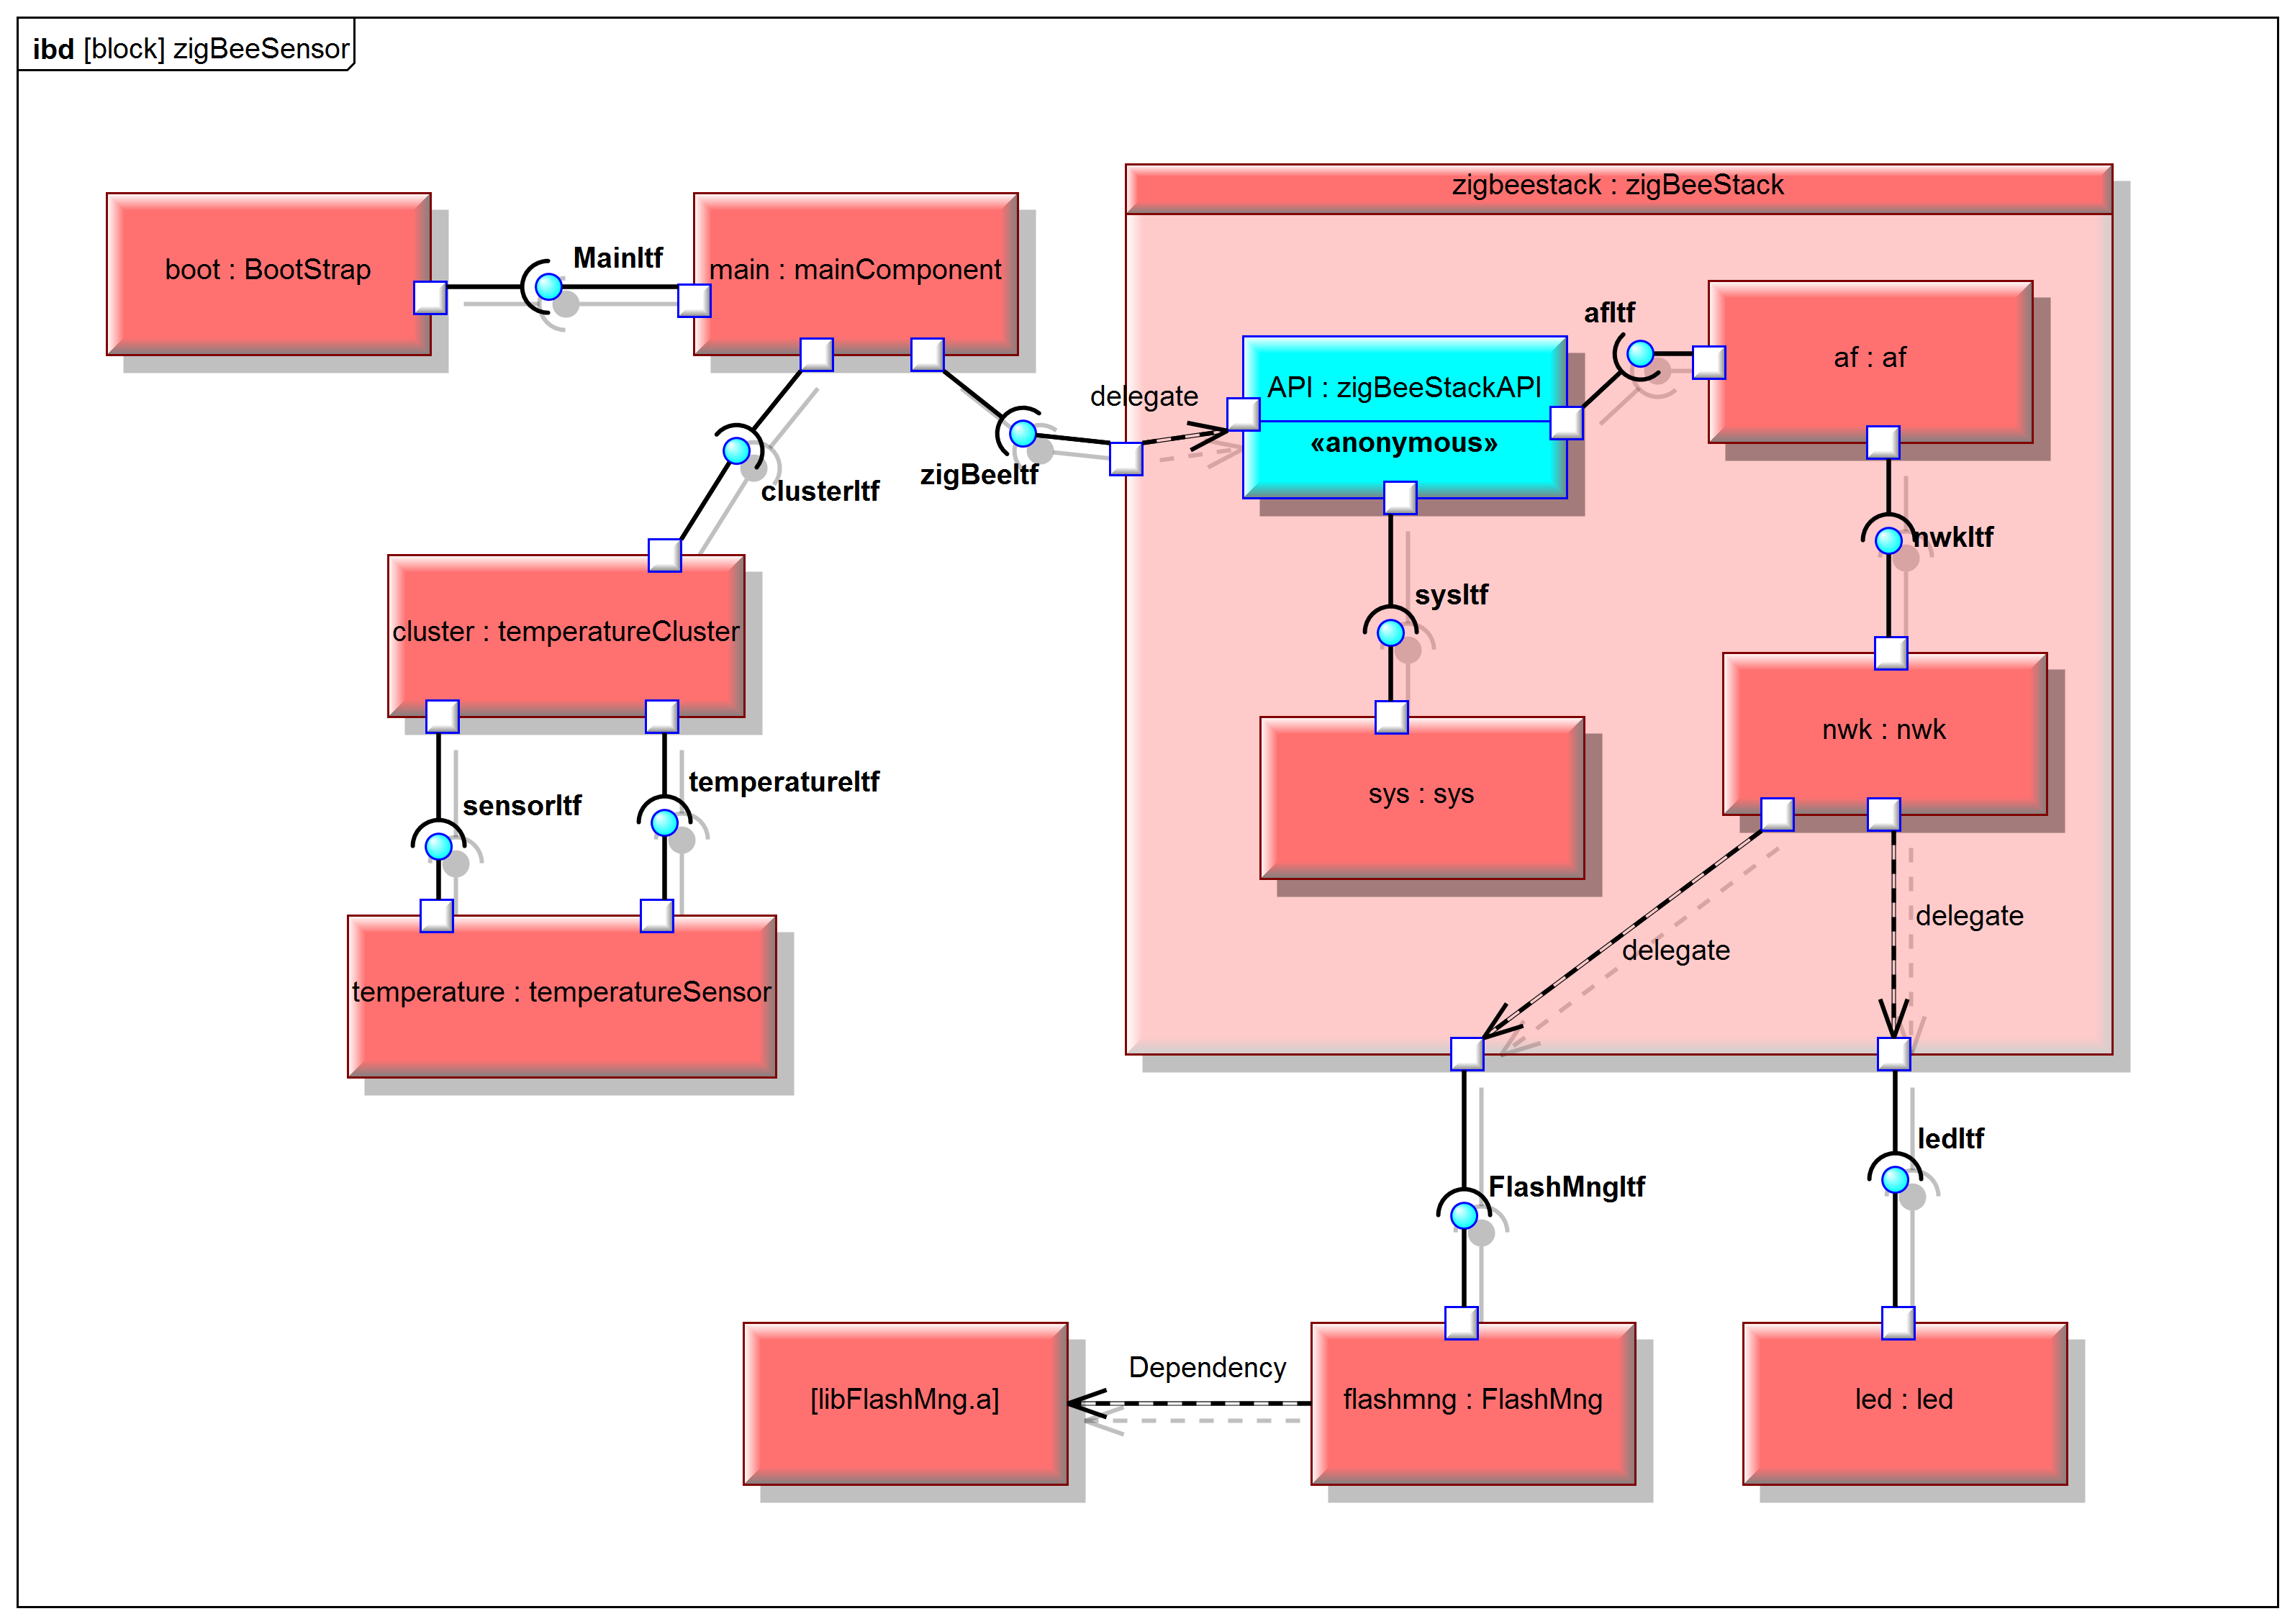 ibd [block] zigBeeSensor
zigbeestack : zigBeeStack
boot : BootStrap
MainItf
main : mainComponent
afItf
af : af
delegate
API : zigBeeStackAPI
«anonymous»
zigBeeItf
clusterItf
nwkItf
sysItf
cluster : temperatureCluster
nwk : nwk
temperatureItf
sensorItf
sys : sys
delegate
delegate
temperature : temperatureSensor
ledItf
FlashMngItf
Dependency
[libFlashMng.a]
flashmng : FlashMng
led : led